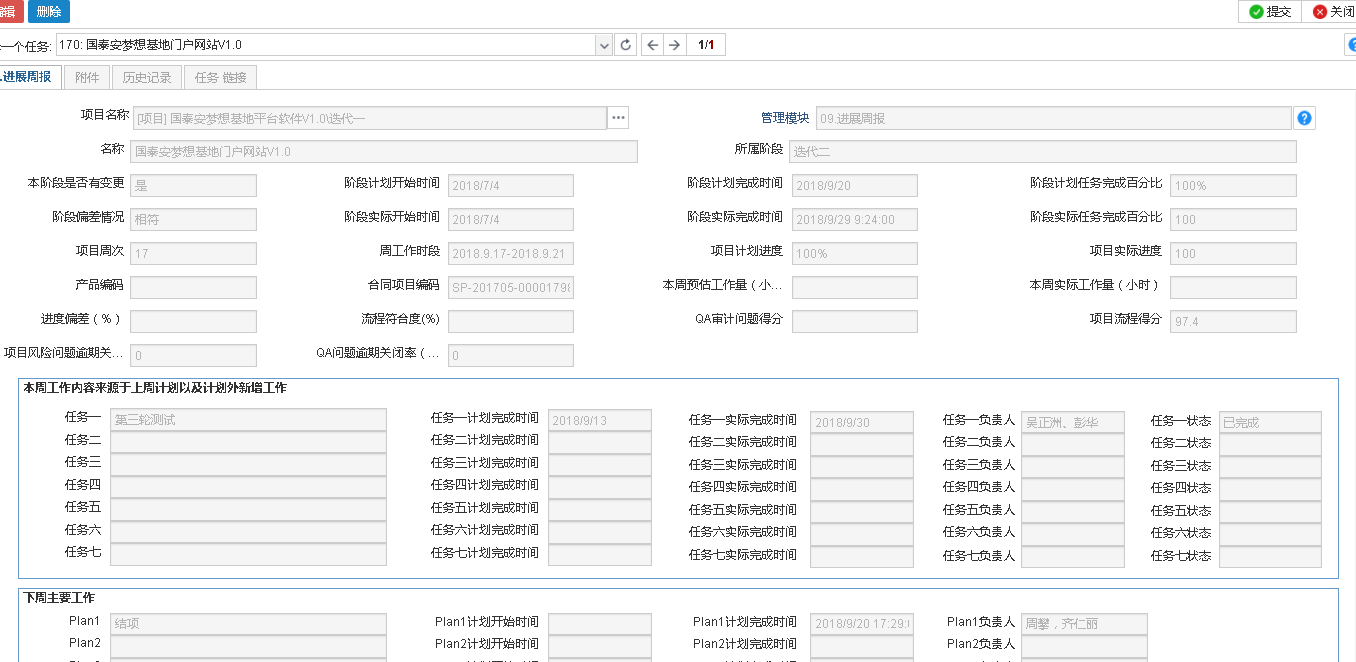 编辑 删除 提交 关闭
一个任务: 170: 国泰安梦想基地门户网站V1.0 1/1
.进展周报 附件 历史记录 任务 链接
项目名称 [项目] 国泰安梦想基地平台软件V1.0\迭代一 ... 管理模块 09.进展周报
名称 国泰安梦想基地门户网站V1.0 所属阶段 迭代二
本阶段是否有变更 是 阶段计划开始时间 2018/7/4 阶段计划完成时间 2018/9/20 阶段计划任务完成百分比 100%
阶段偏差情况 相符 阶段实际开始时间 2018/7/4 阶段实际完成时间 2018/9/29 9:24:00 阶段实际任务完成百分比 100
项目周次 17 周工作时段 2018.9.17-2018.9.21 项目计划进度 100% 项目实际进度 100
产品编码 合同项目编码 SP-201705-00001798 本周预估工作量（小... 本周实际工作量（小时）
进度偏差（%） 流程符合度(%) QA审计问题得分 项目流程得分 97.4
项目风险问题逾期关... 0 QA问题逾期关闭率（... 0
本周工作内容来源于上周计划以及计划外新增工作
任务一 第三轮测试 任务一计划完成时间 2018/9/13 任务一实际完成时间 2018/9/30 任务一负责人 吴正洲、彭华 任务一状态 已完成
任务二 任务二计划完成时间 任务二实际完成时间 任务二负责人 任务二状态
任务三 任务三计划完成时间 任务三实际完成时间 任务三负责人 任务三状态
任务四 任务四计划完成时间 任务四实际完成时间 任务四负责人 任务四状态
任务五 任务五计划完成时间 任务五实际完成时间 任务五负责人 任务五状态
任务六 任务六计划完成时间 任务六实际完成时间 任务六负责人 任务六状态
任务七 任务七计划完成时间 任务七实际完成时间 任务七负责人 任务七状态
下周主要工作
Plan1 结项 Plan1计划开始时间 Plan1计划完成时间 2018/9/20 17:29: Plan1负责人 周攀，齐仁丽
Plan2 Plan2计划开始时间 Plan2计划完成时间 Plan2负责人